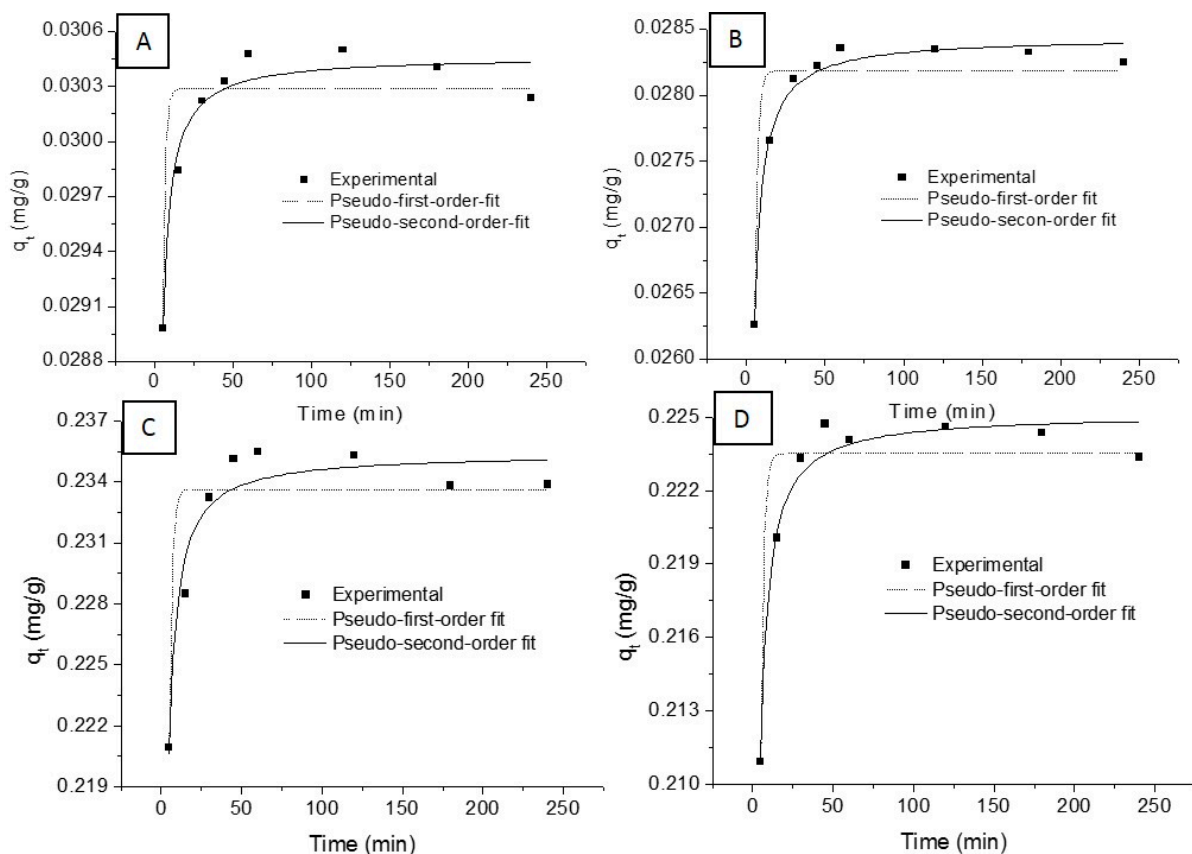 A
0.0306
0.0303
0.0300
0.0297
0.0294
0.0291
0.0288
q_t (mg/g)
Experimental
Pseudo-first-order-fit
Pseudo-second-order-fit
0 50 100 150 200 250
Time (min)
B
0.0285
0.0280
0.0275
0.0270
0.0265
0.0260
q_t (mg/g)
Experimental
Pseudo-first-order fit
Pseudo-secon-order fit
0 50 100 150 200 250
Time (min)
C
0.237
0.234
0.231
0.228
0.225
0.221
0.219
q_t (mg/g)
Experimental
Pseudo-first-order fit
Pseudo-second-order fit
0 50 100 150 200 250
Time (min)
D
0.225
0.222
0.219
0.216
0.213
0.210
q_t (mg/g)
Experimental
Pseudo-first-order fit
Pseudo-second-order fit
0 50 100 150 200 250
Time (min)